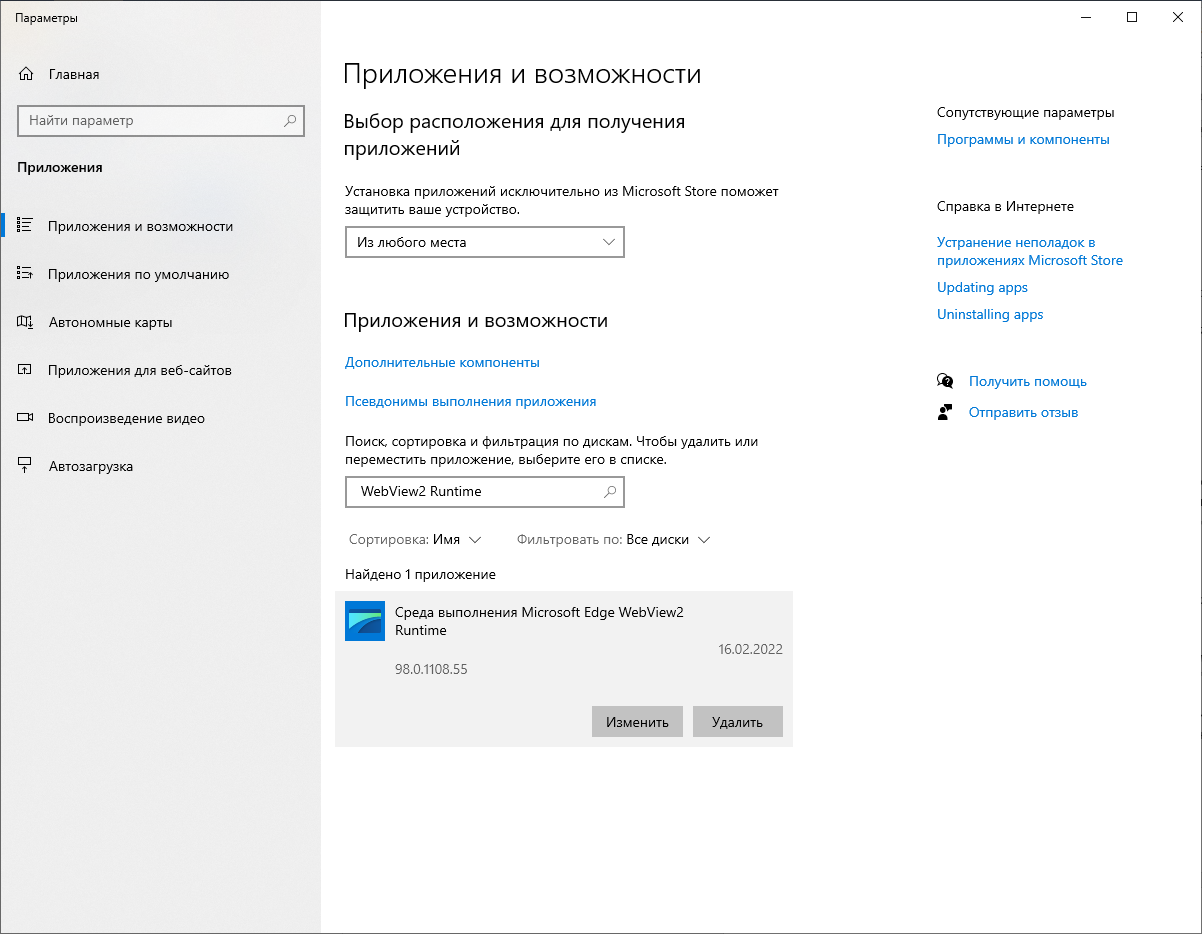 Параметры
Главная
Найти параметр
Приложения
Приложения и возможности
Приложения по умолчанию
Автономные карты
Приложения для веб-сайтов
Воспроизведение видео
Автозагрузка
Приложения и возможности
Выбор расположения для получения
приложений
Установка приложений исключительно из Microsoft Store поможет
защитить ваше устройство.
Из любого места
Приложения и возможности
Дополнительные компоненты
Псевдонимы выполнения приложения
Поиск, сортировка и фильтрация по дискам. Чтобы удалить или
переместить приложение, выберите его в списке.
WebView2 Runtime
Сортировка: Имя
Фильтровать по: Все диски
Найдено 1 приложение
Среда выполнения Microsoft Edge WebView2
Runtime
16.02.2022
98.0.1108.55
Изменить
Удалить
Сопутствующие параметры
Программы и компоненты
Справка в Интернете
Устранение неполадок в
приложениях Microsoft Store
Updating apps
Uninstalling apps
Получить помощь
Отправить отзыв